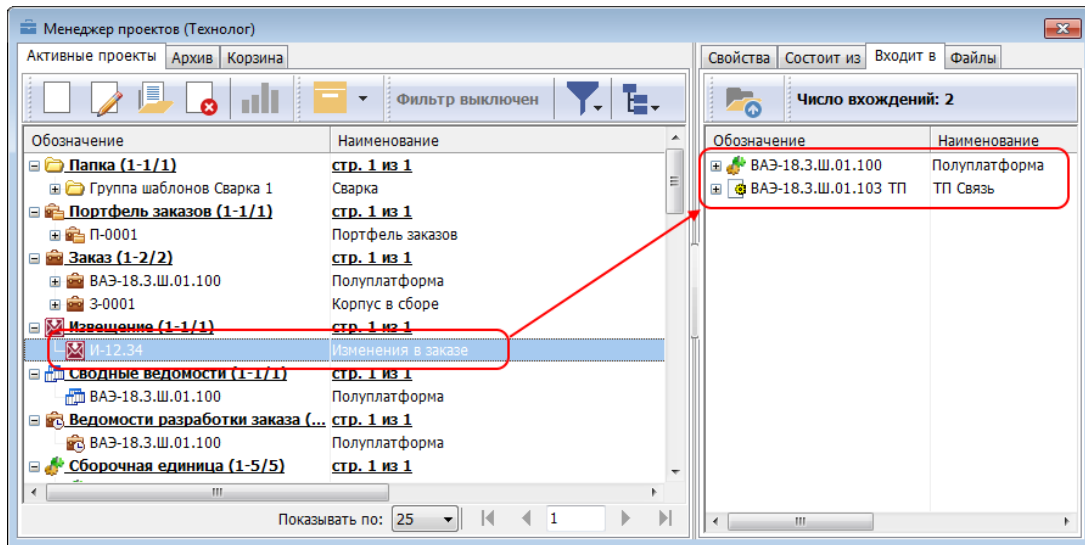 Менеджер проектов (Технолог)
Активные проекты Архив Корзина
Свойства Состоит из Входит в Файлы
Фильтр выключен
Число вхождений: 2
Обозначение Наименование
Папка (1-1/1) стр. 1 из 1
Группа шаблонов Сварка 1 Сварка
Портфель заказов (1-1/1) стр. 1 из 1
П-0001 Портфель заказов
Заказ (1-2/2) стр. 1 из 1
ВАЭ-18.3.Ш.01.100 Полуплатформа
З-0001 Корпус в сборе
Извещение (1-1/1) стр. 1 из 1
И-12.34 Изменения в заказе
Сводные ведомости (1-1/1) стр. 1 из 1
ВАЭ-18.3.Ш.01.100 Полуплатформа
Ведомости разработки заказа (... стр. 1 из 1
ВАЭ-18.3.Ш.01.100 Полуплатформа
Сборочная единица (1-5/5) стр. 1 из 1
Показывать по: 25 1
Обозначение Наименование
ВАЭ-18.3.Ш.01.100 Полуплатформа
ВАЭ-18.3.Ш.01.103 ТП ТП Связь